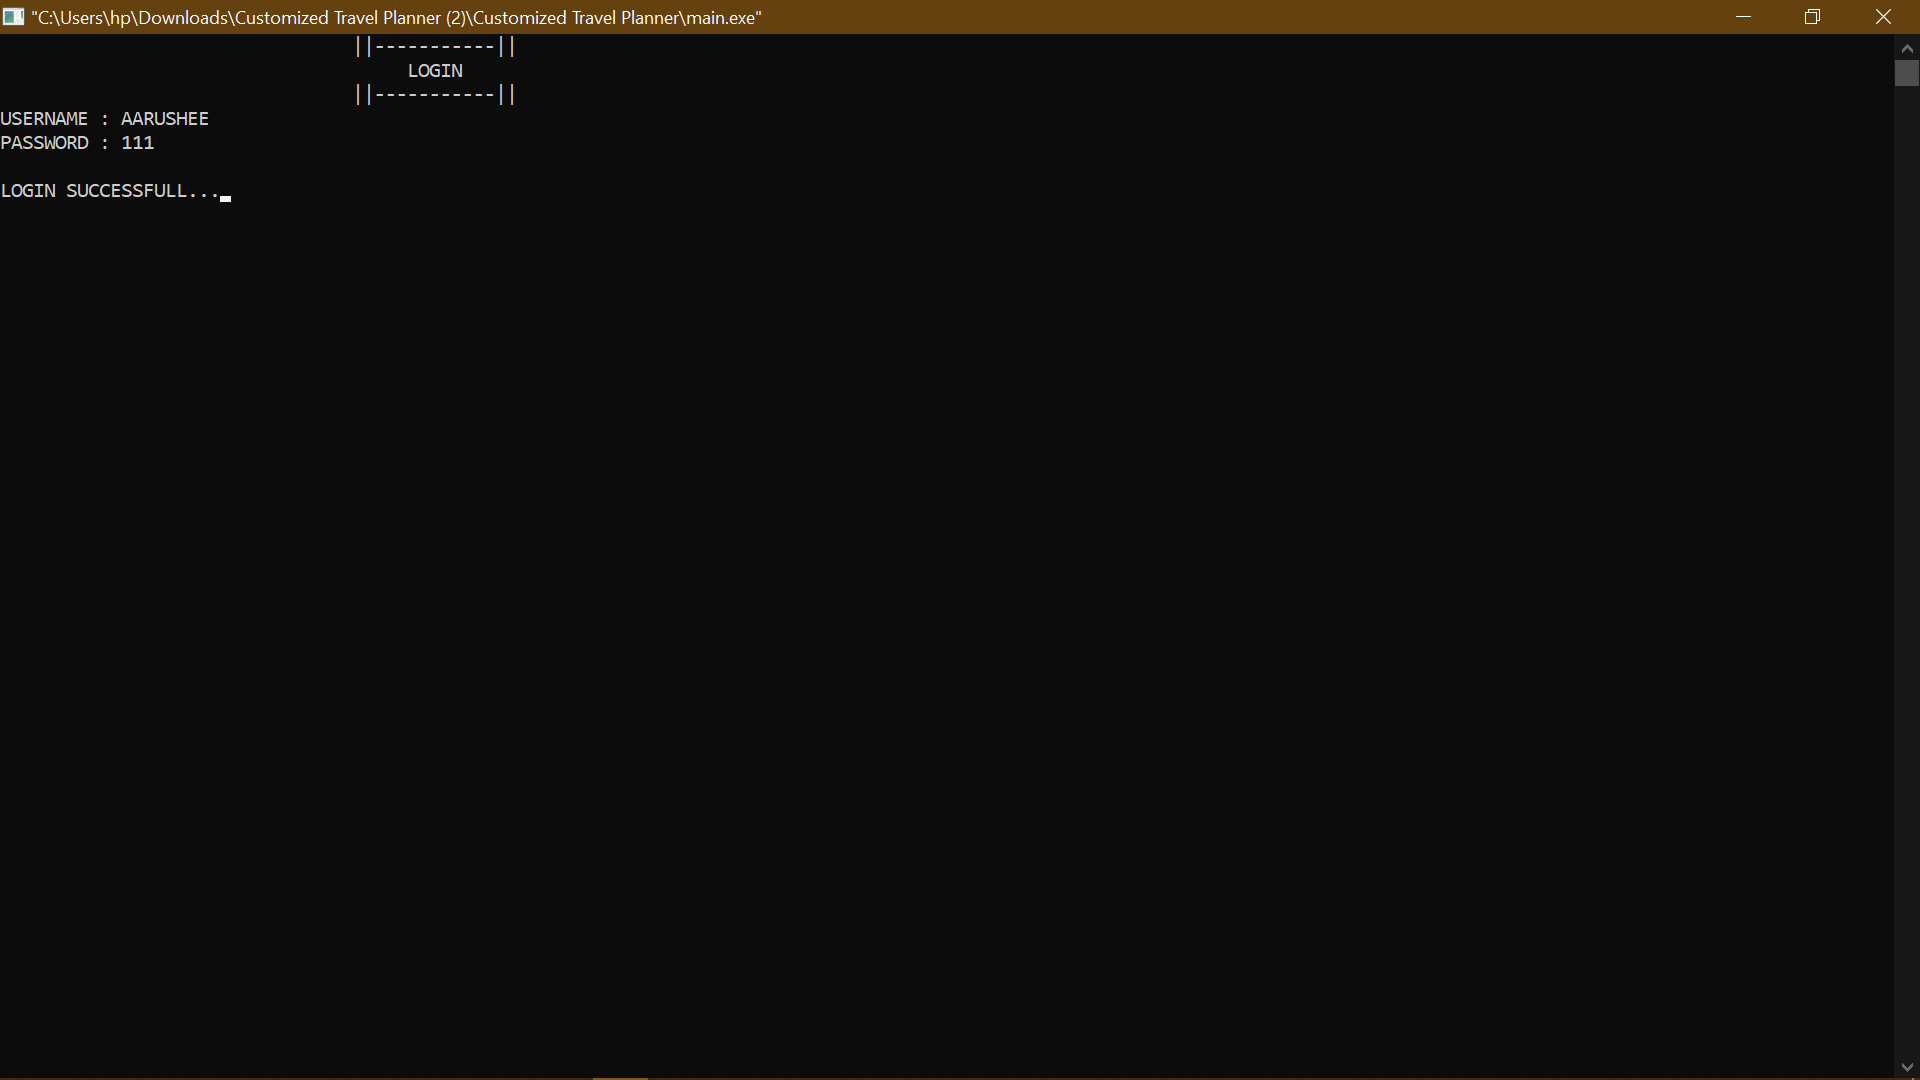 "C:\Users\hp\Downloads\Customized Travel Planner (2)\Customized Travel Planner\main.exe"
||-----------||
LOGIN
||-----------||
USERNAME : AARUSHEE
PASSWORD : 111
LOGIN SUCCESSFULL...